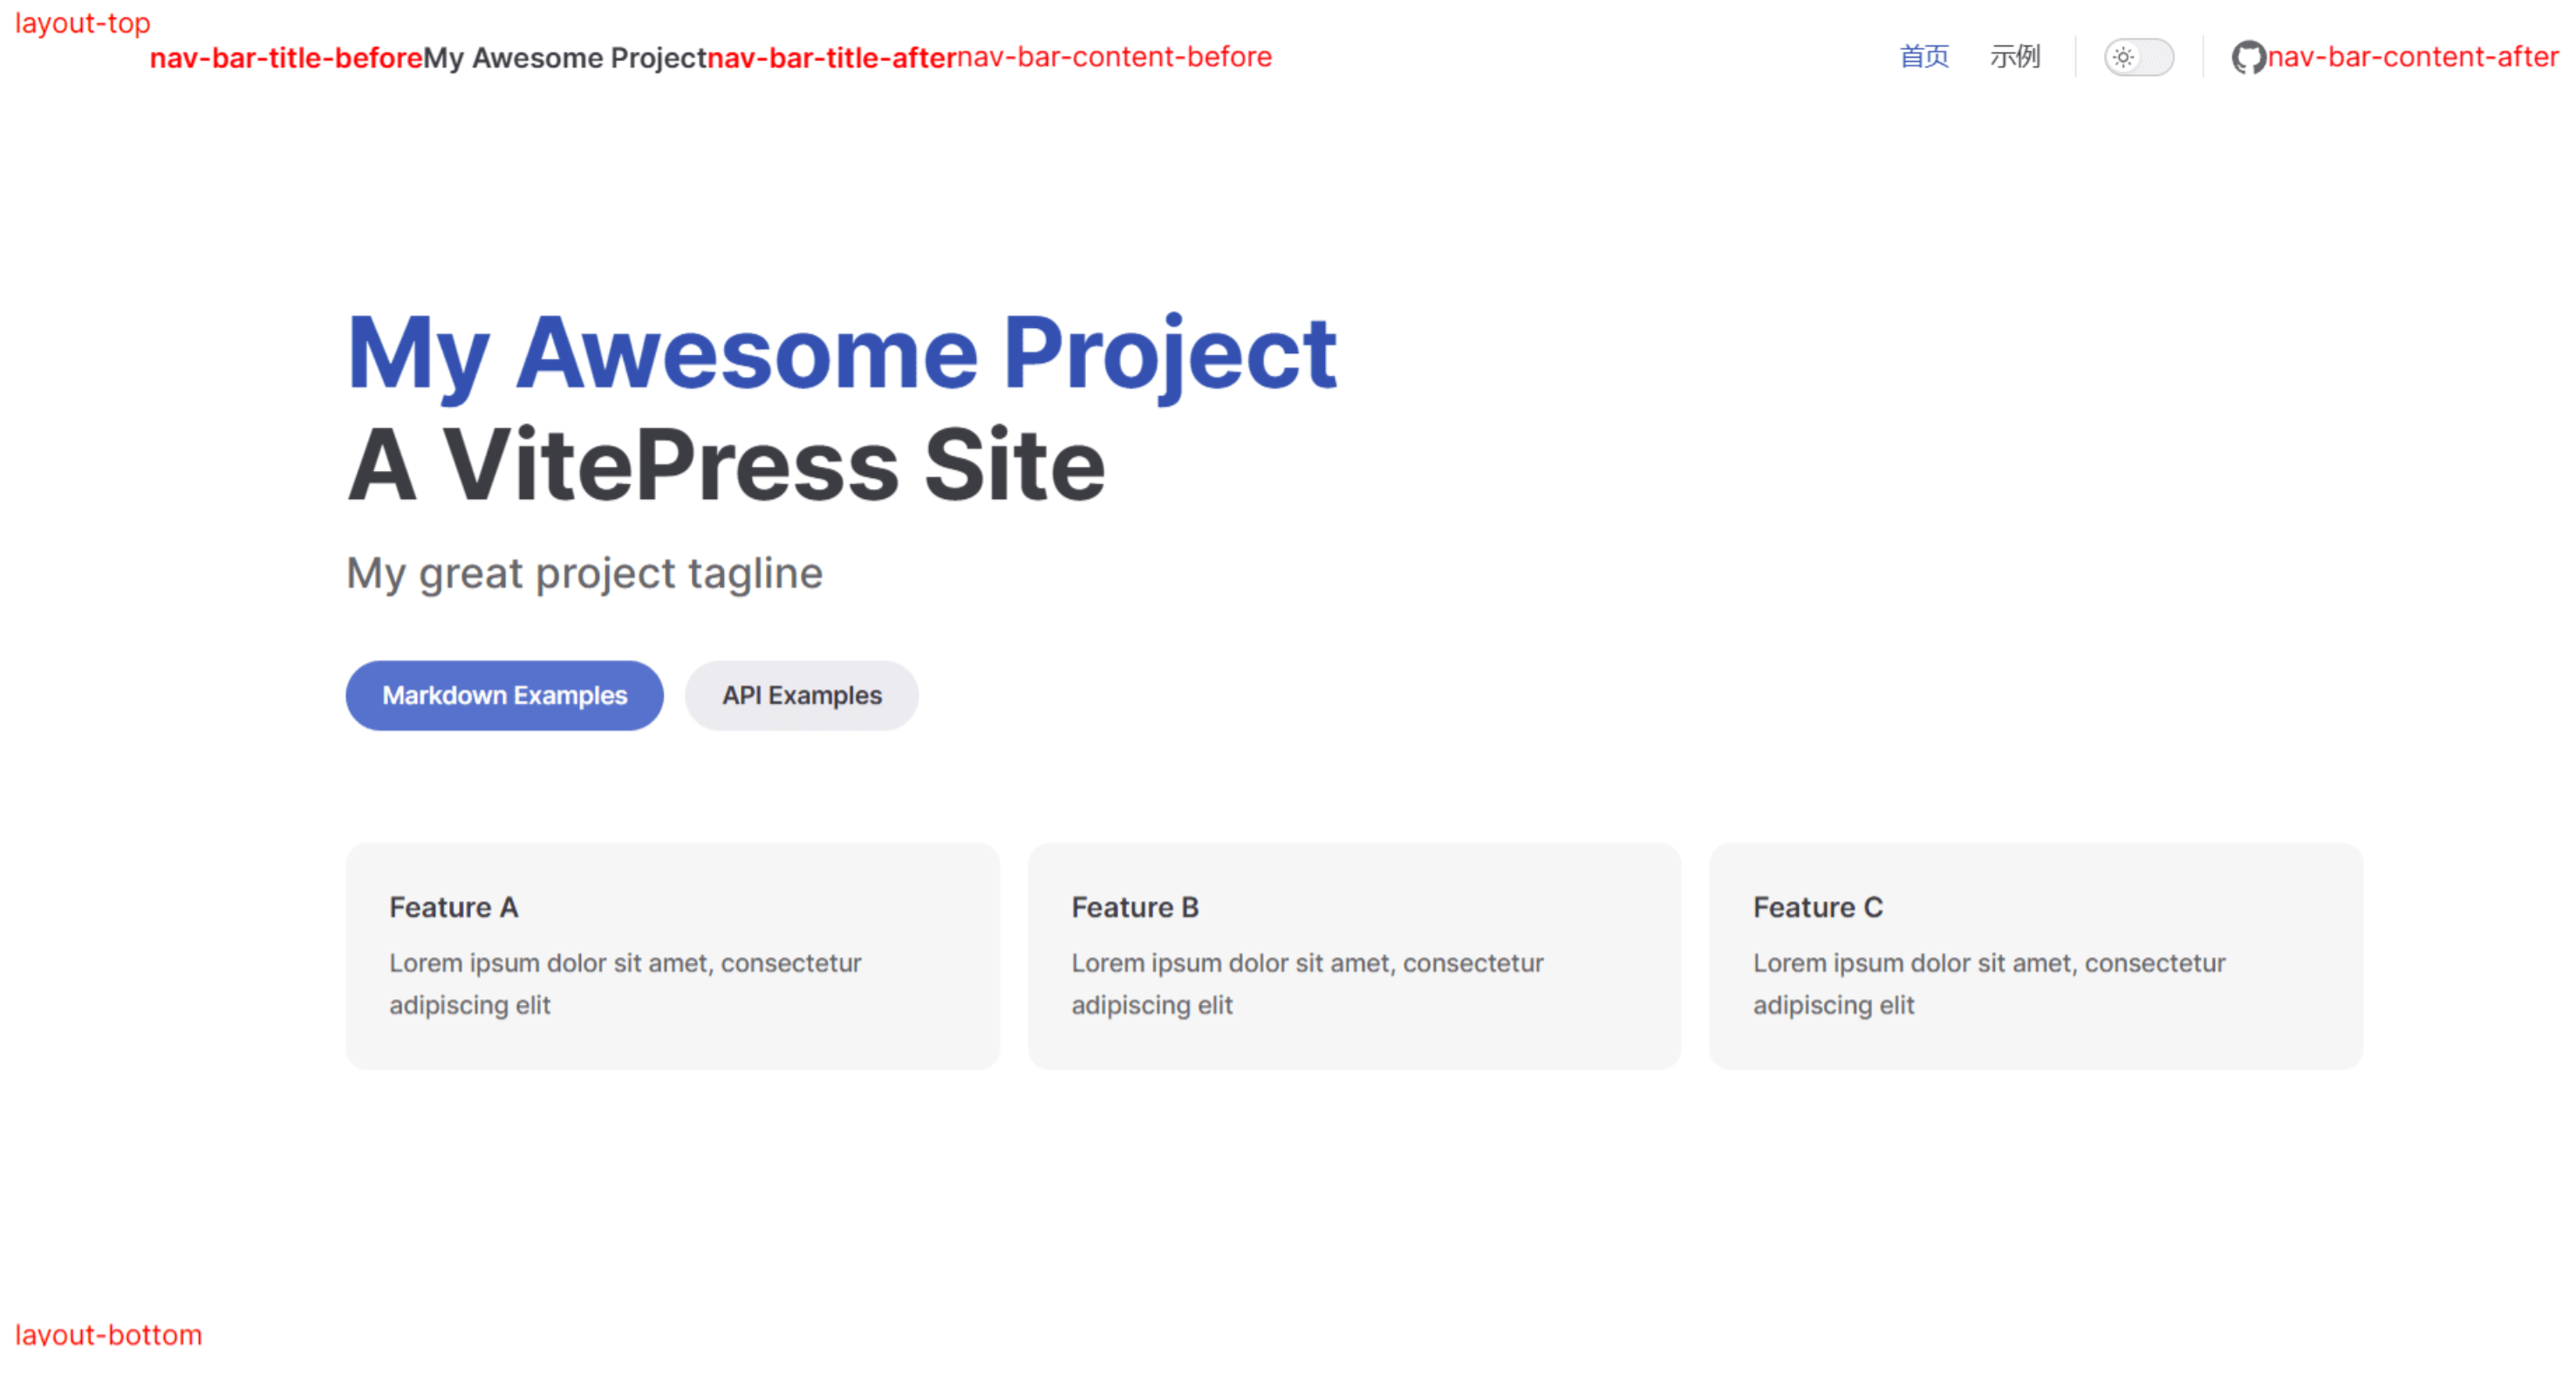 layout-top
nav-bar-title-beforeMy Awesome Projectnav-bar-title-afternav-bar-content-before 首页 示例 nav-bar-content-after
My Awesome Project
A VitePress Site
My great project tagline
Markdown Examples API Examples
Feature A
Lorem ipsum dolor sit amet, consectetur
adipiscing elit
Feature B
Lorem ipsum dolor sit amet, consectetur
adipiscing elit
Feature C
Lorem ipsum dolor sit amet, consectetur
adipiscing elit
layout-bottom